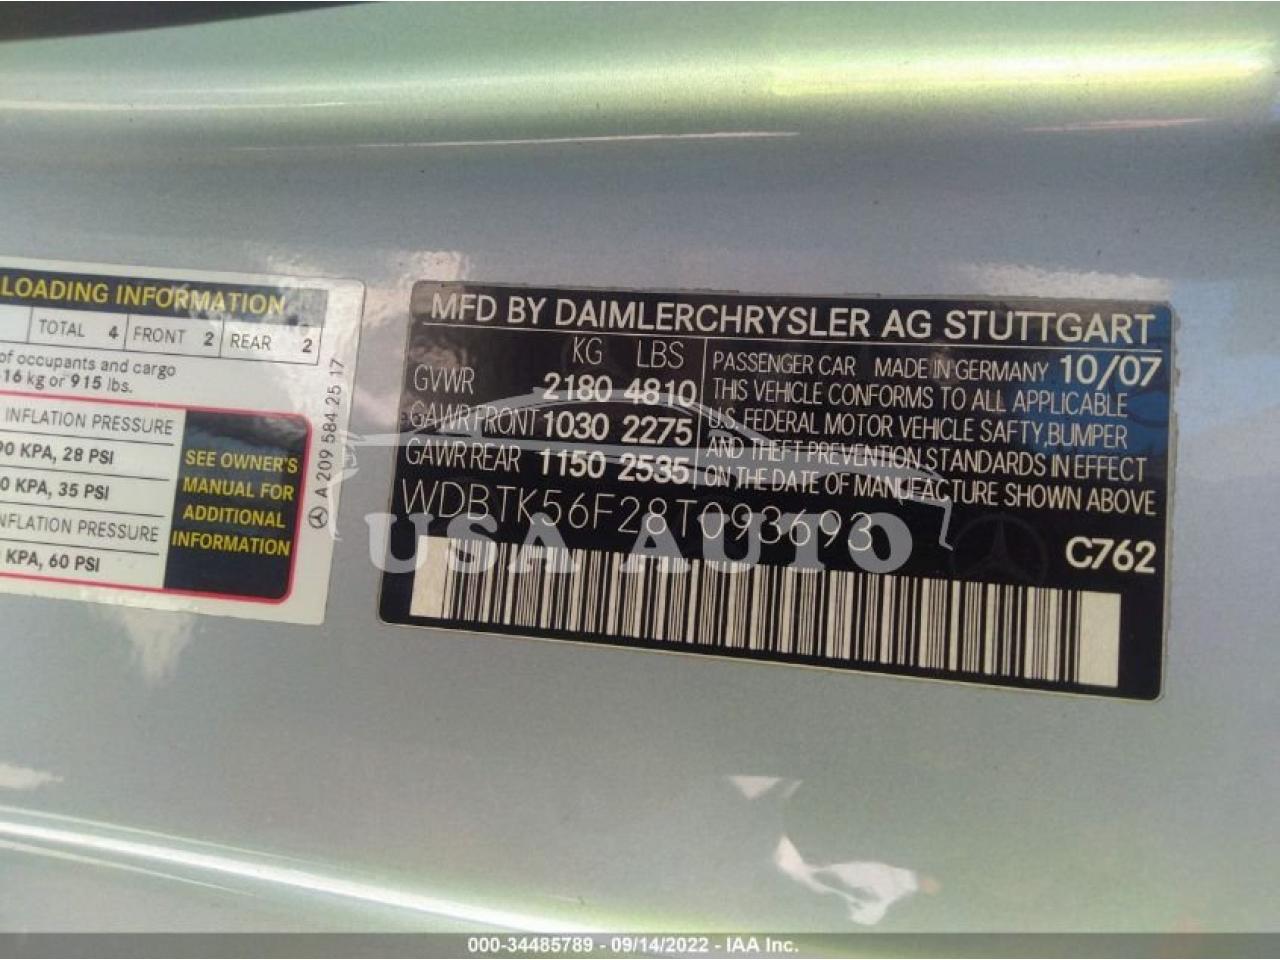 LOADING INFORMATION
TOTAL 4 FRONT 2 REAR 2
of occupants and cargo
16 kg or 915 lbs.
INFLATION PRESSURE
90 KPA, 28 PSI
0 KPA, 35 PSI
NFLATION PRESSURE
KPA, 60 PSI
SEE OWNER'S
MANUAL FOR
ADDITIONAL
INFORMATION
A 209 584 25 17
MFD BY DAIMLERCHRYSLER AG STUTTGART
KG LBS
GVWR 2180 4810
GAWR FRONT 1030 2275
GAWR REAR 1150 2535
PASSENGER CAR MADE IN GERMANY 10/07
THIS VEHICLE CONFORMS TO ALL APPLICABLE
U.S. FEDERAL MOTOR VEHICLE SAFTY, BUMPER
AND THEFT PREVENTION STANDARDS IN EFFECT
ON THE DATE OF MANUFACTURE SHOWN ABOVE
WDBTK56F28T093693
C762
USA AUTO
000-34485789 - 09/14/2022 - IAA Inc.